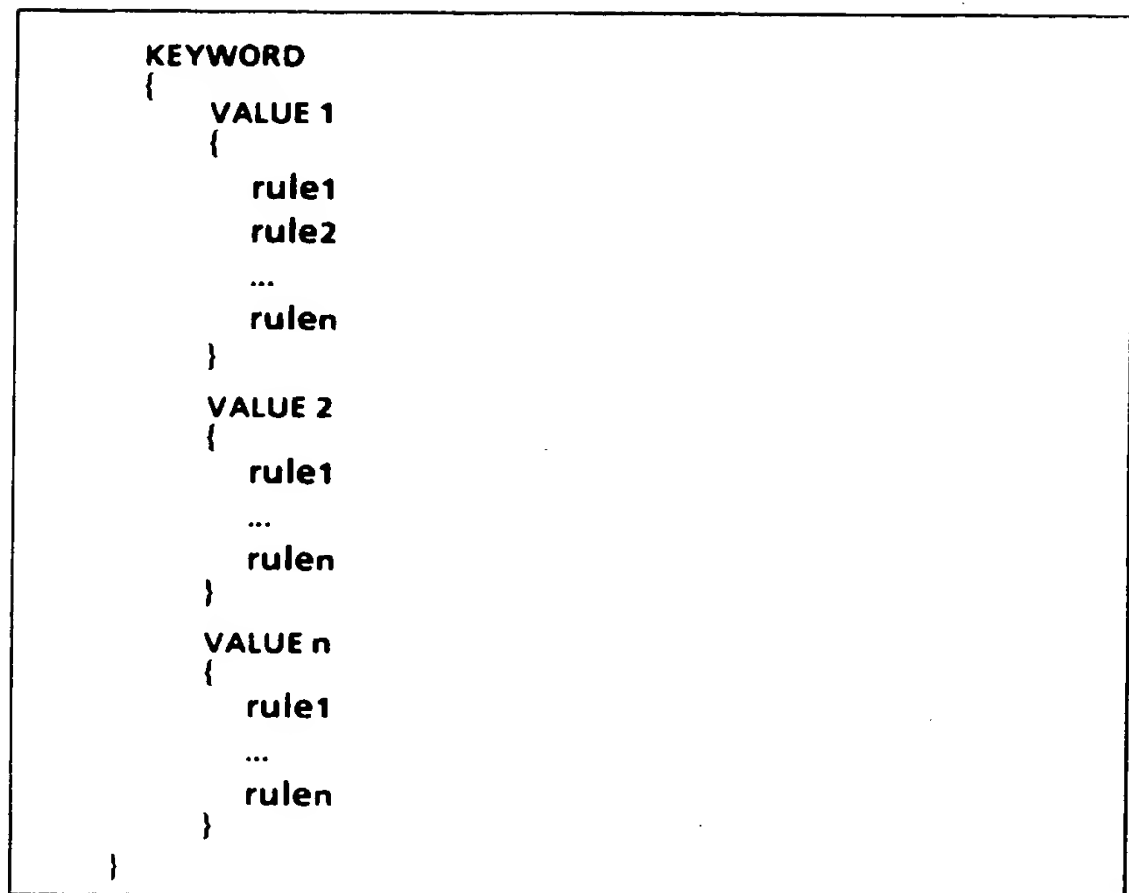 KEYWORD
{
VALUE 1
{
rule1
rule2
...
rulen
}
VALUE 2
{
rule1
...
rulen
}
VALUE n
{
rule1
...
rulen
}
}